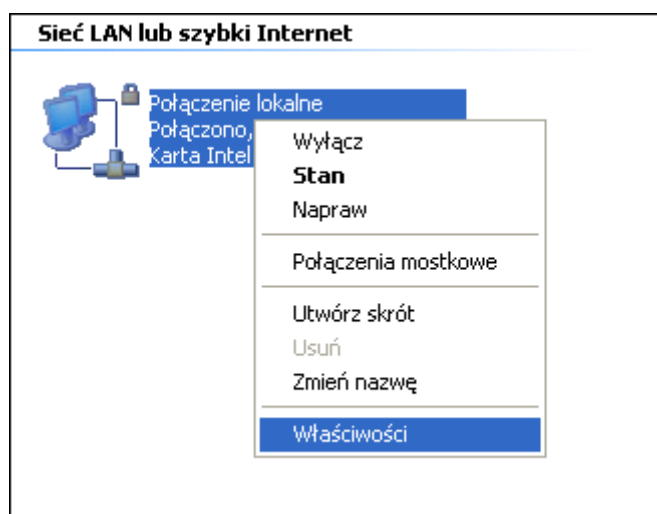 Sieć LAN lub szybki Internet
Połączenie lokalne
Połączono,
Karta Intel
Wyłącz
Stan
Napraw
Połączenia mostkowe
Utwórz skrót
Usuń
Zmień nazwę
Właściwości